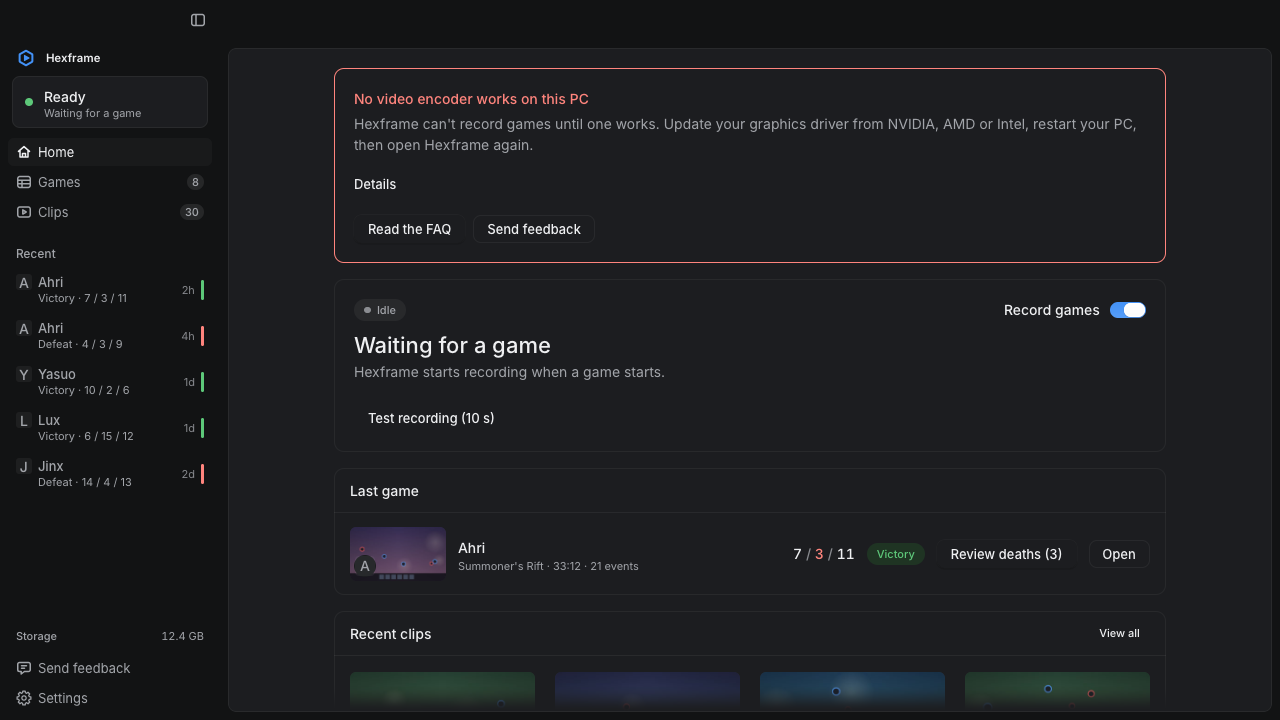 Hexframe
Ready
Waiting for a game
Home
Games 8
Clips 30
Recent
A Ahri 2h
Victory · 7 / 3 / 11
A Ahri 4h
Defeat · 4 / 3 / 9
Y Yasuo 1d
Victory · 10 / 2 / 6
L Lux 1d
Victory · 6 / 15 / 12
J Jinx 2d
Defeat · 14 / 4 / 13
Storage 12.4 GB
Send feedback
Settings
No video encoder works on this PC
Hexframe can't record games until one works. Update your graphics driver from NVIDIA, AMD or Intel, restart your PC,
then open Hexframe again.
Details
Read the FAQ Send feedback
Idle Record games
Waiting for a game
Hexframe starts recording when a game starts.
Test recording (10 s)
Last game
A
Ahri
Summoner's Rift · 33:12 · 21 events
7 / 3 / 11 Victory Review deaths (3) Open
Recent clips View all